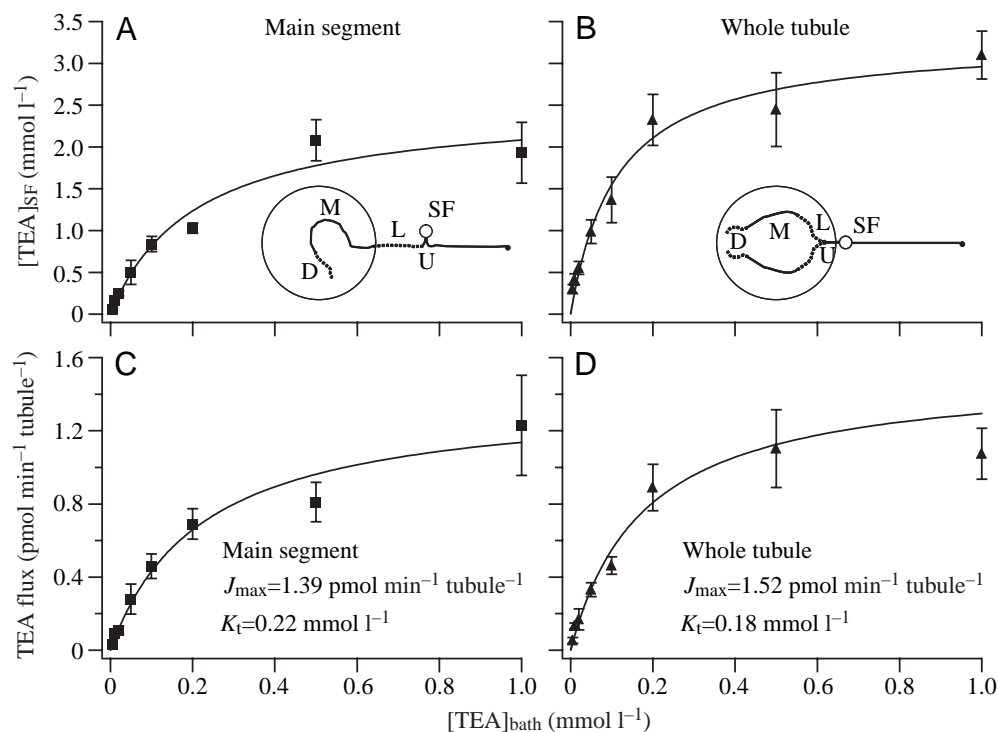 A
Main segment
B
Whole tubule
[TEA]SF (mmol l⁻¹)
3.5
3.0
2.5
2.0
1.5
1.0
0.5
0
M
D
L
SF
U
D
M
L
U
SF
C
D
TEA flux (pmol min⁻¹ tubule⁻¹)
1.6
1.2
0.8
0.4
0
Main segment
Jmax=1.39 pmol min⁻¹ tubule⁻¹
Kt=0.22 mmol l⁻¹
Whole tubule
Jmax=1.52 pmol min⁻¹ tubule⁻¹
Kt=0.18 mmol l⁻¹
0 0.2 0.4 0.6 0.8 1.0
0 0.2 0.4 0.6 0.8 1.0
[TEA]bath (mmol l⁻¹)